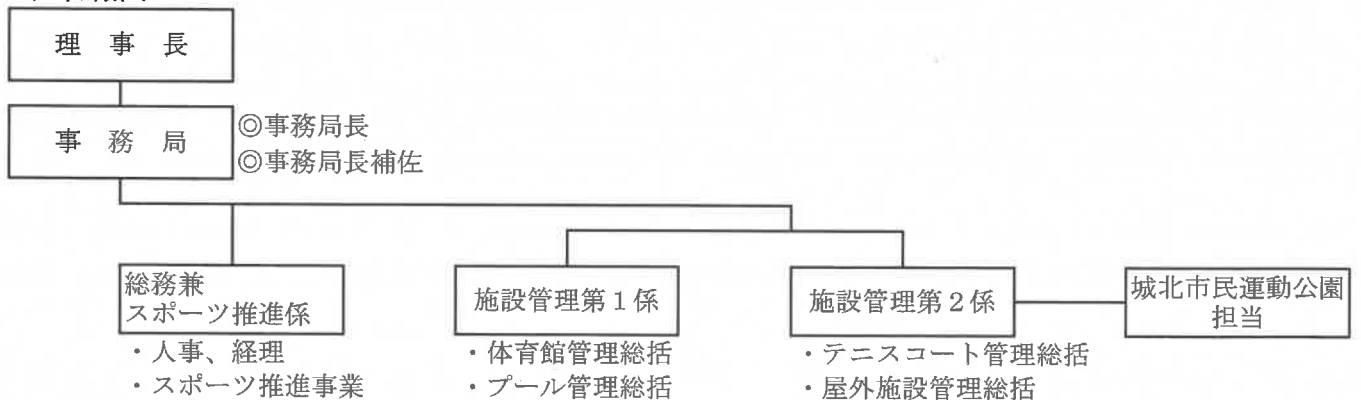 理事長
事務局
◎事務局長
◎事務局長補佐
総務兼
スポーツ推進係
・人事、経理
・スポーツ推進事業
施設管理第1係
・体育館管理総括
・プール管理総括
施設管理第2係
・テニスコート管理総括
・屋外施設管理総括
城北市民運動公園
担当